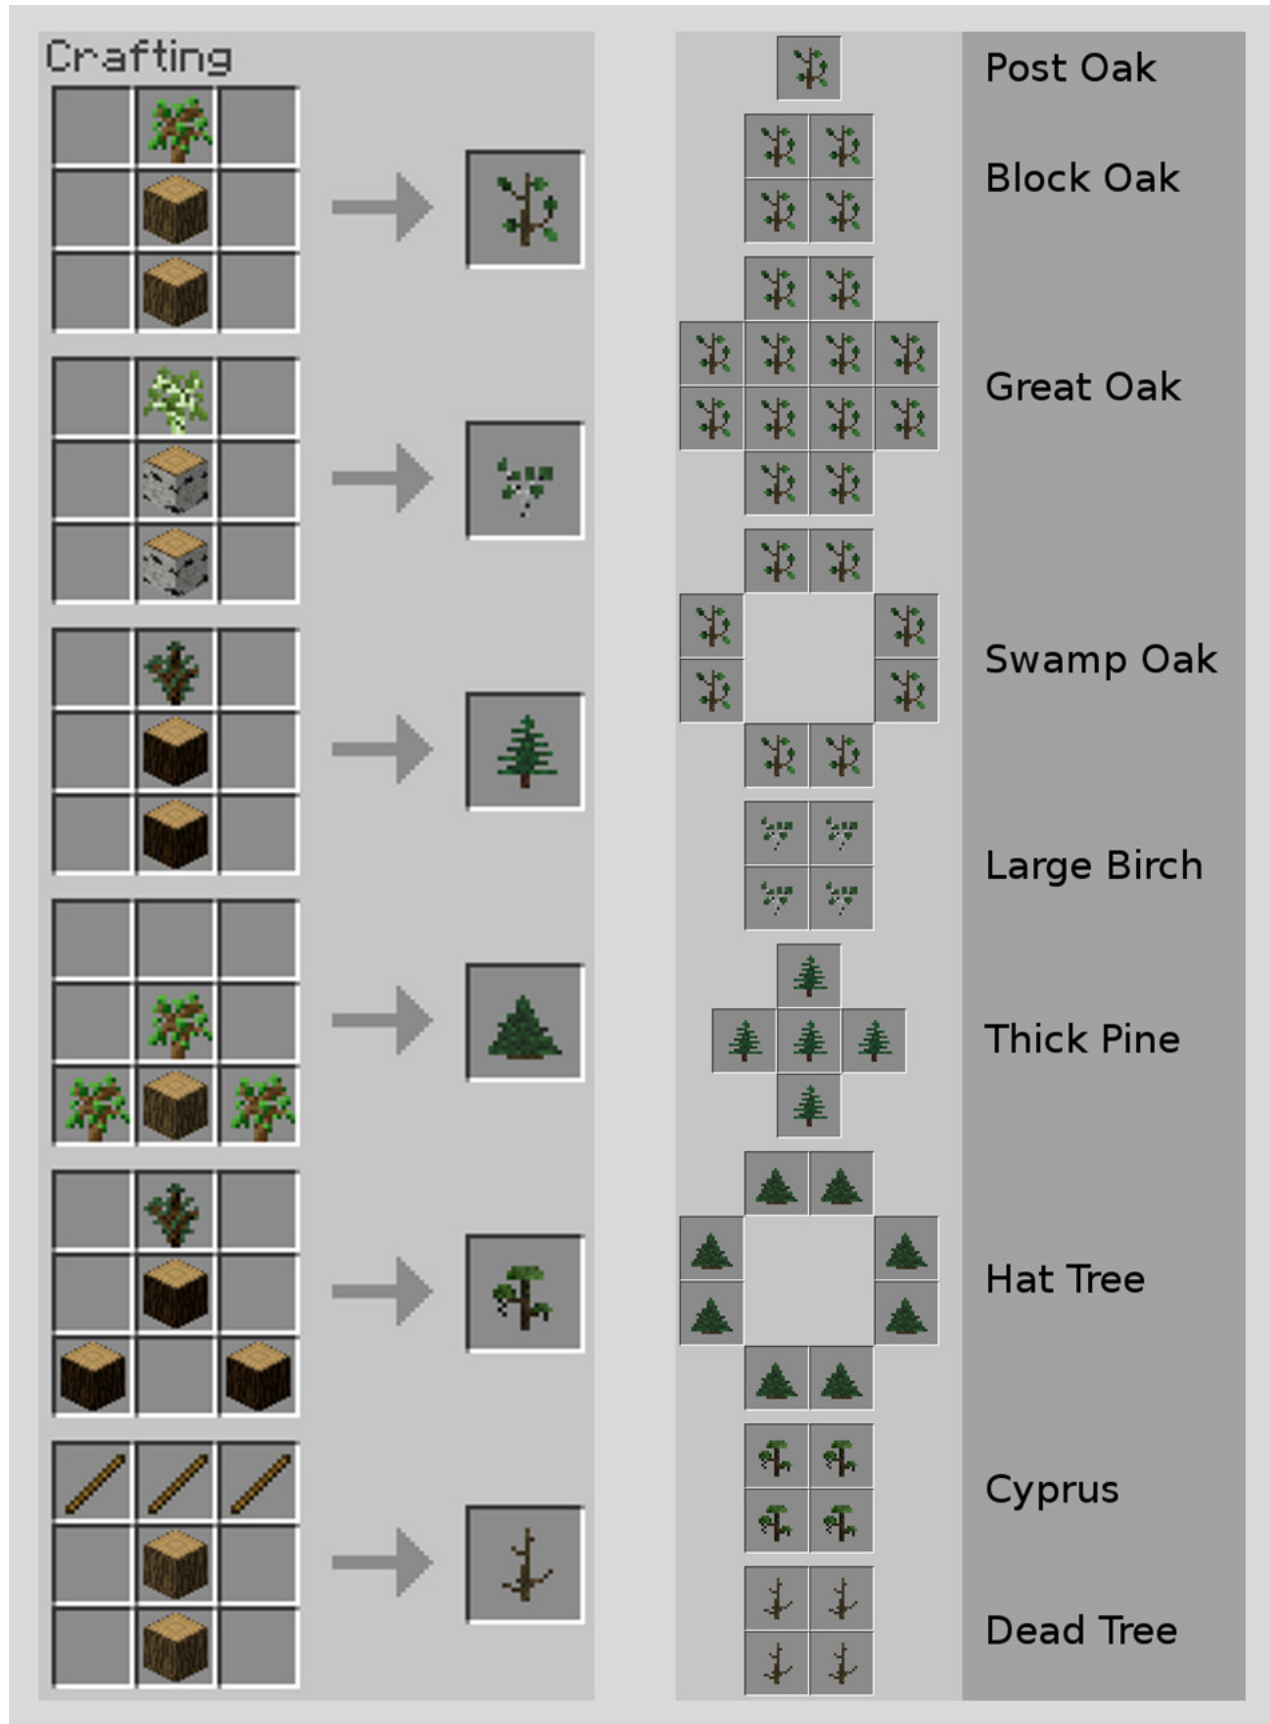 Crafting
Post Oak
Block Oak
Great Oak
Swamp Oak
Large Birch
Thick Pine
Hat Tree
Cyprus
Dead Tree